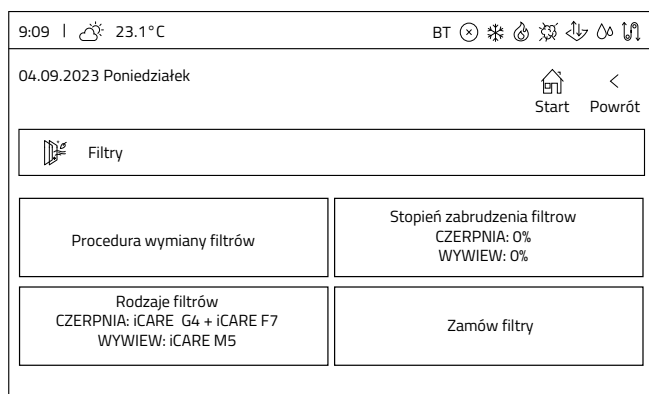 9:09 | 23.1°C BT
04.09.2023 Poniedziałek
Start Powrót
Filtry
Procedura wymiany filtrów
Stopień zabrudzenia filtrow
CZERPNIA: 0%
WYWIEW: 0%
Rodzaje filtrów
CZERPNIA: iCARE G4 + iCARE F7
WYWIEW: iCARE M5
Zamów filtry